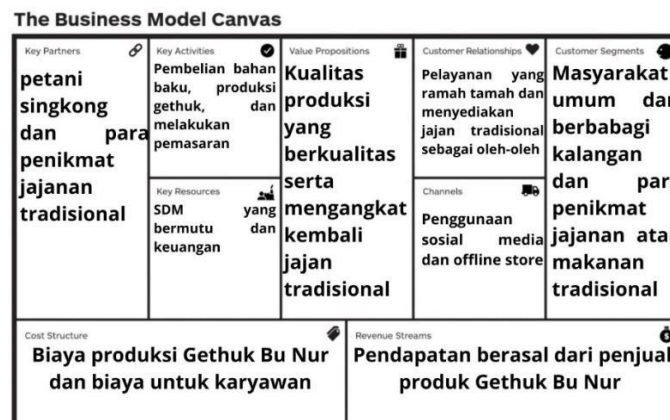 The Business Model Canvas
Key Partners
petani
singkong
dan para
penikmat
jajanan
tradisional
Key Activities
Pembelian bahan
baku, produksi
gethuk, dan
melakukan
pemasaran
Key Resources
SDM yang
bermutu dan
keuangan
Value Propositions
Kualitas
produksi
yang
berkualitas
serta
mengangkat
kembali
jajan
tradisional
Customer Relationships
Pelayanan yang
ramah tamah dan
menyediakan
jajan tradisional
sebagai oleh-oleh
Channels
Penggunaan
sosial media
dan offline store
Customer Segments
Masyarakat
umum dar
berbabagi
kalangan
dan par
penikmat
jajanan ata
makanan
tradisional
Cost Structure
Biaya produksi Gethuk Bu Nur
dan biaya untuk karyawan
Revenue Streams
Pendapatan berasal dari penjual
produk Gethuk Bu Nur